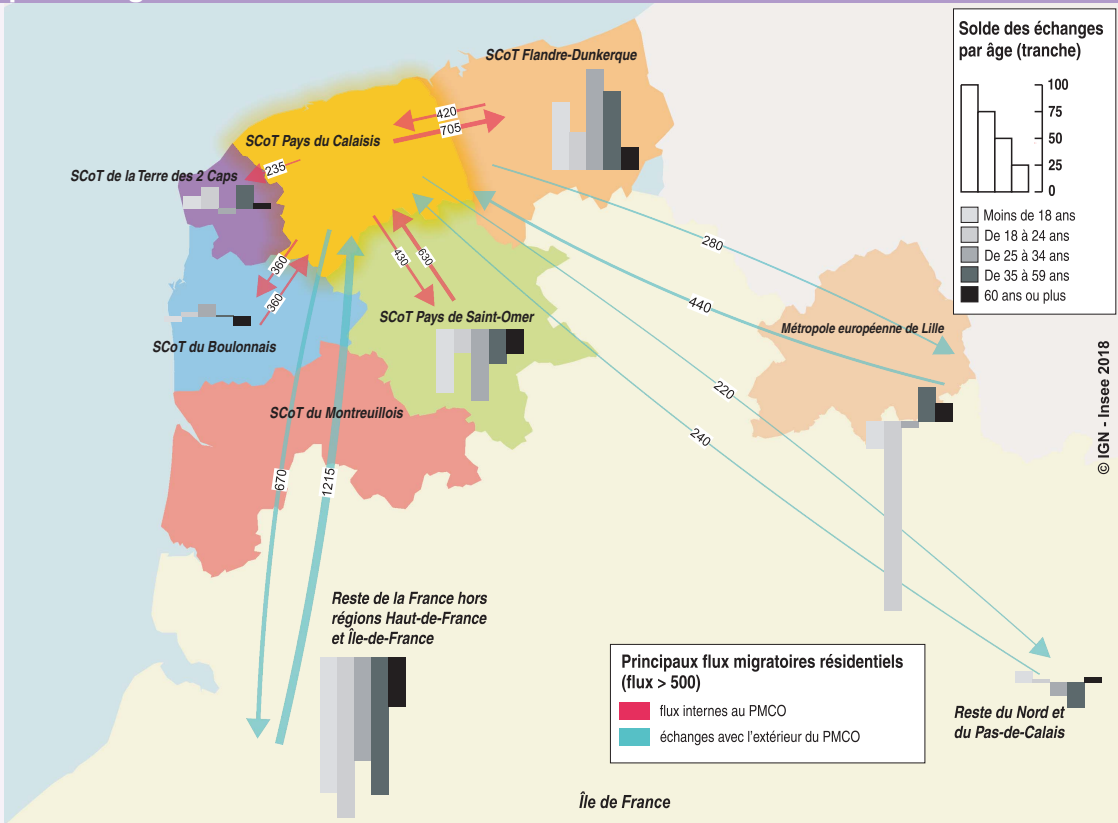 SCoT Flandre-Dunkerque
SCoT Pays du Calaisis
SCoT de la Terre des 2 Caps
SCoT du Boulonnais
SCoT Pays de Saint-Omer
SCoT du Montreuillois
Métropole européenne de Lille
420
705
235
360
360
430
630
280
440
220
240
670
1215
Reste de la France hors
régions Haut-de-France
et Île-de-France
Reste du Nord et
du Pas-de-Calais
Île de France
Solde des échanges
par âge (tranche)
100
75
50
25
0
Moins de 18 ans
De 18 à 24 ans
De 25 à 34 ans
De 35 à 59 ans
60 ans ou plus
© IGN - Insee 2018
Principaux flux migratoires résidentiels
(flux > 500)
flux internes au PMCO
échanges avec l'extérieur du PMCO